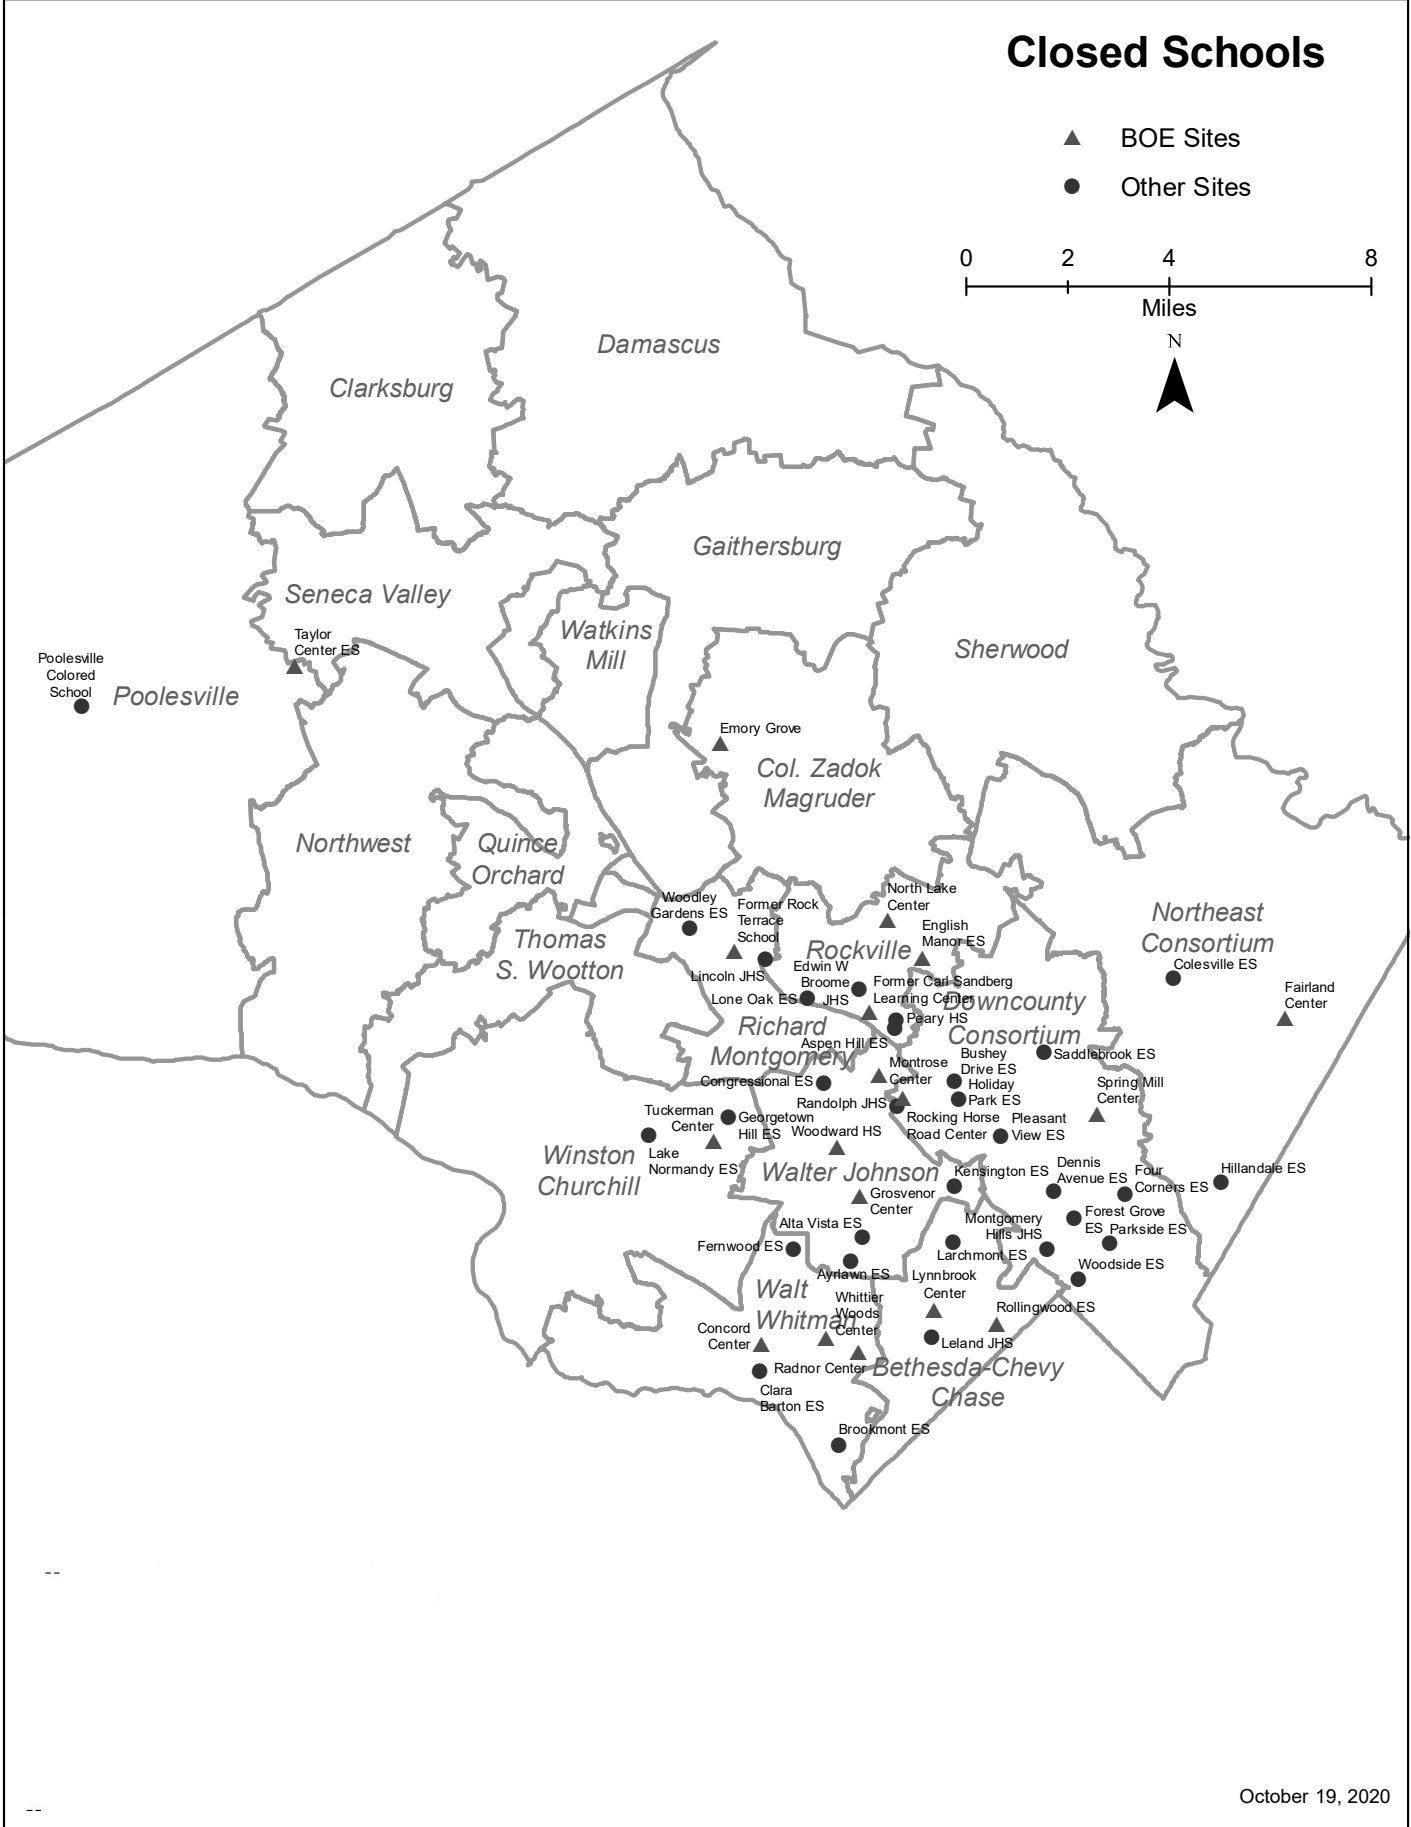 Closed Schools
BOE Sites
Other Sites
0 2 4 8
Miles
N
Damascus
Clarksburg
Gaithersburg
Seneca Valley
Watkins
Mill
Sherwood
Taylor
Center ES
Poolesville
Colored
School
Poolesville
Emory Grove
Col. Zadok
Magruder
Northwest
Quince
Orchard
Woodley
Gardens ES
Former Rock
Terrace
School
North Lake
Center
English
Manor ES
Northeast
Consortium
Colesville ES
Fairland
Center
Thomas
S. Wootton
Rockville
Lincoln JHS
Edwin W
Broome
JHS
Lone Oak ES
Former Carl Sandberg
Learning Center
Downcounty
Consortium
Peary HS
Richard
Montgomery
Aspen Hill ES
Montrose
Center
Bushey
Drive ES
Saddlebrook ES
Congressional ES
Holiday
Park ES
Spring Mill
Center
Randolph JHS
Rocking Horse
Road Center
Pleasant
View ES
Tuckerman
Center
Georgetown
Hill ES
Woodward HS
Lake
Normandy ES
Winston
Churchill
Walter Johnson
Kensington ES
Dennis
Avenue ES
Four
Corners ES
Hillandale ES
Grosvenor
Center
Alta Vista ES
Montgomery
Hills JHS
Forest Grove
ES
Parkside ES
Fernwood ES
Larchmont ES
Ayrlawn ES
Woodside ES
Lynnbrook
Center
Walt
Whitman
Whittier
Woods
Center
Rollingwood ES
Concord
Center
Leland JHS
Radnor Center
Bethesda-Chevy
Chase
Clara
Barton ES
Brookmont ES
--
October 19, 2020
--